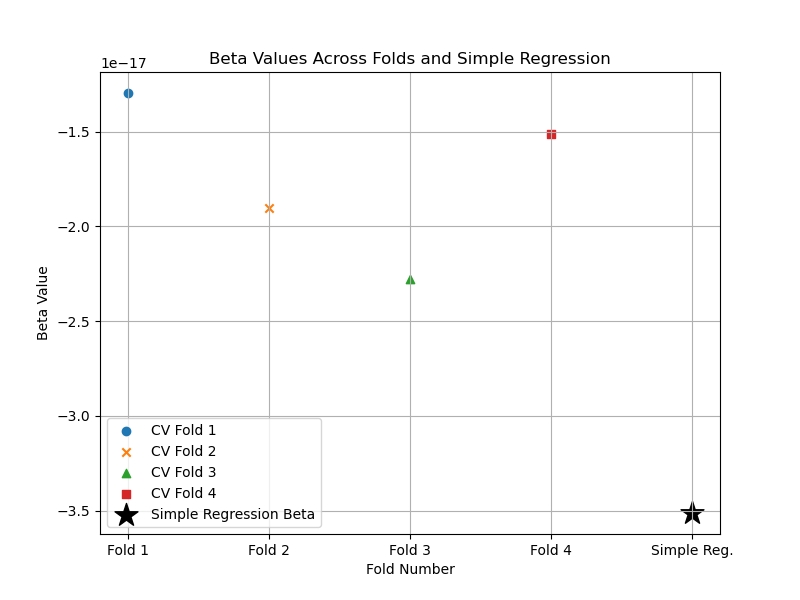 Beta Values Across Folds and Simple Regression
1e−17
−1.5
−2.0
−2.5
−3.0
−3.5
Beta Value
CV Fold 1
CV Fold 2
CV Fold 3
CV Fold 4
Simple Regression Beta
Fold 1 Fold 2 Fold 3 Fold 4 Simple Reg.
Fold Number